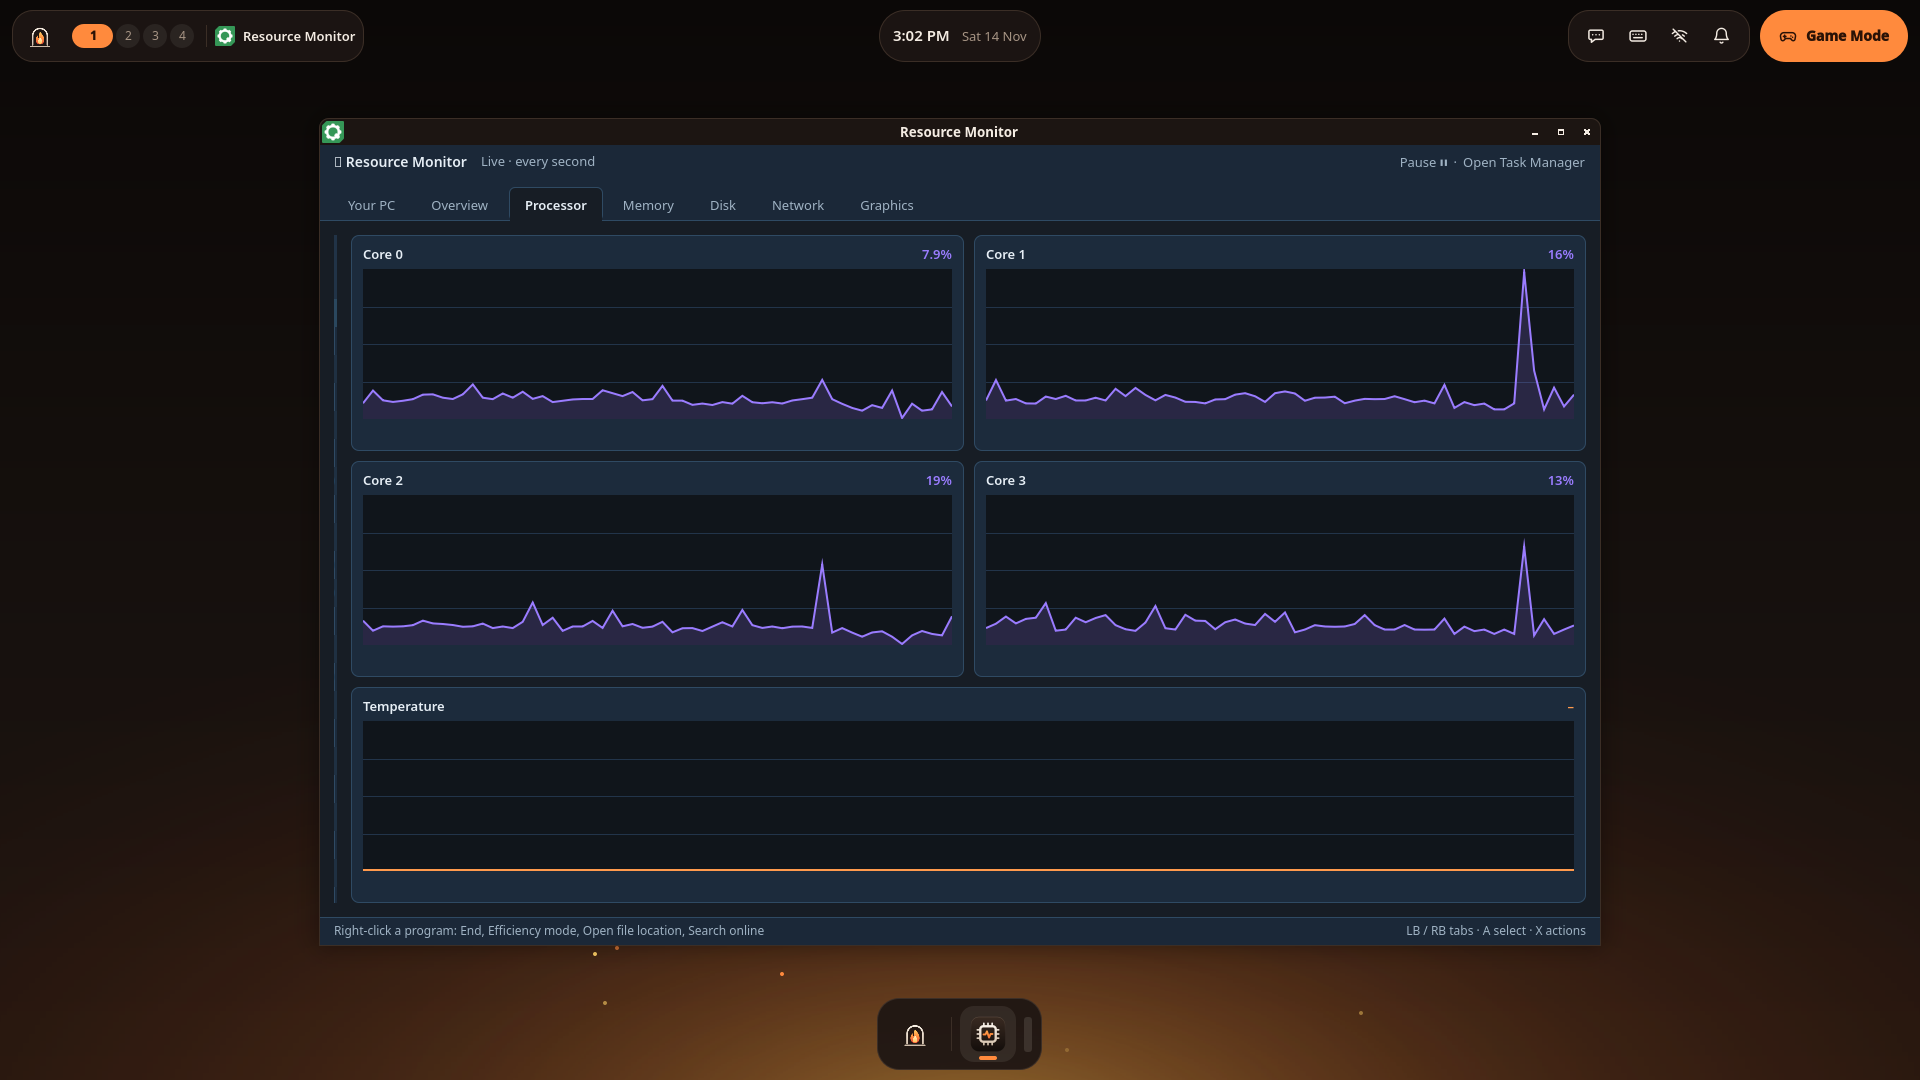 1 2 3 4 Resource Monitor
3:02 PM Sat 14 Nov
Game Mode
Resource Monitor
Resource Monitor Live · every second
Pause · Open Task Manager
Your PC Overview Processor Memory Disk Network Graphics
Core 0 7.9%
Core 1 16%
Core 2 19%
Core 3 13%
Temperature –
Right-click a program: End, Efficiency mode, Open file location, Search online
LB / RB tabs · A select · X actions